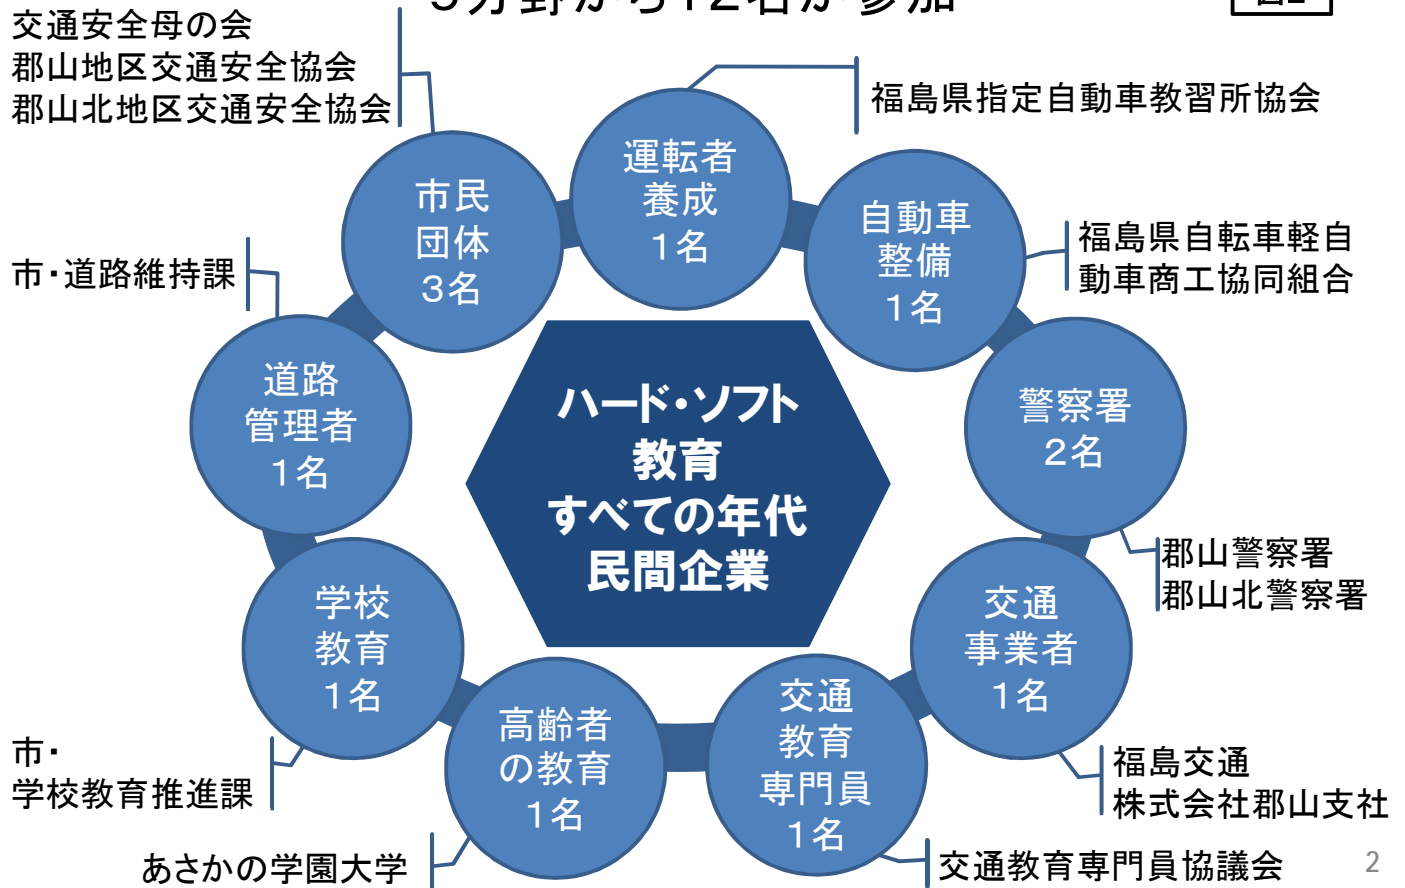 交通安全母の会
郡山地区交通安全協会
郡山北地区交通安全協会
福島県指定自動車教習所協会
運転者
養成
１名
市民
団体
３名
自動車
整備
１名
福島県自転車軽自
動車商工協同組合
市・道路維持課
道路
管理者
１名
ハード・ソフト
教育
すべての年代
民間企業
警察署
２名
郡山警察署
郡山北警察署
学校
教育
１名
交通
事業者
１名
市・
学校教育推進課
高齢者
の教育
１名
交通
教育
専門員
１名
福島交通
株式会社郡山支社
あさかの学園大学
交通教育専門員協議会
2